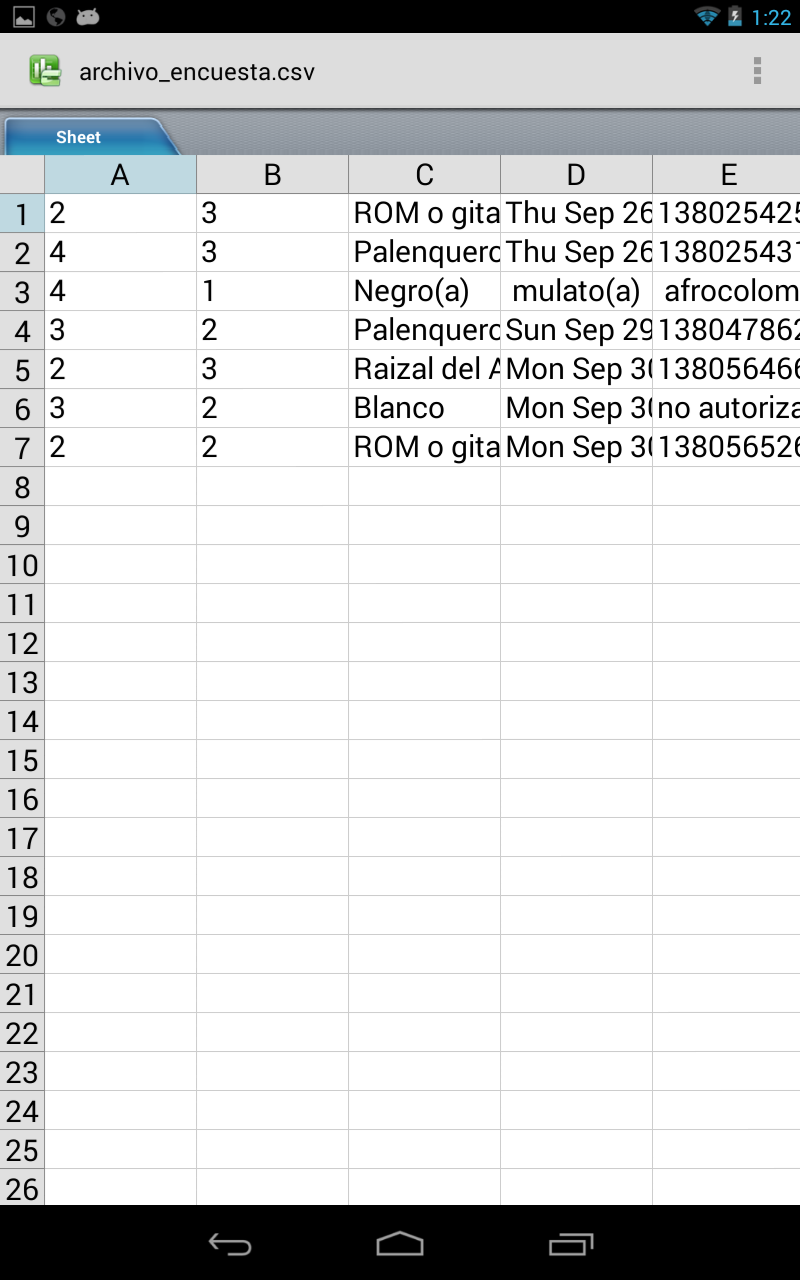 1:22
archivo_encuesta.csv
Sheet
A B C D E
1 2 3 ROM o gita Thu Sep 26 138025425
2 4 3 Palenquero Thu Sep 26 138025431
3 4 1 Negro(a) mulato(a) afrocolom
4 3 2 Palenquero Sun Sep 29 138047862
5 2 3 Raizal del A Mon Sep 30 138056466
6 3 2 Blanco Mon Sep 30 no autoriza
7 2 2 ROM o gita Mon Sep 30 138056526
8
9
10
11
12
13
14
15
16
17
18
19
20
21
22
23
24
25
26